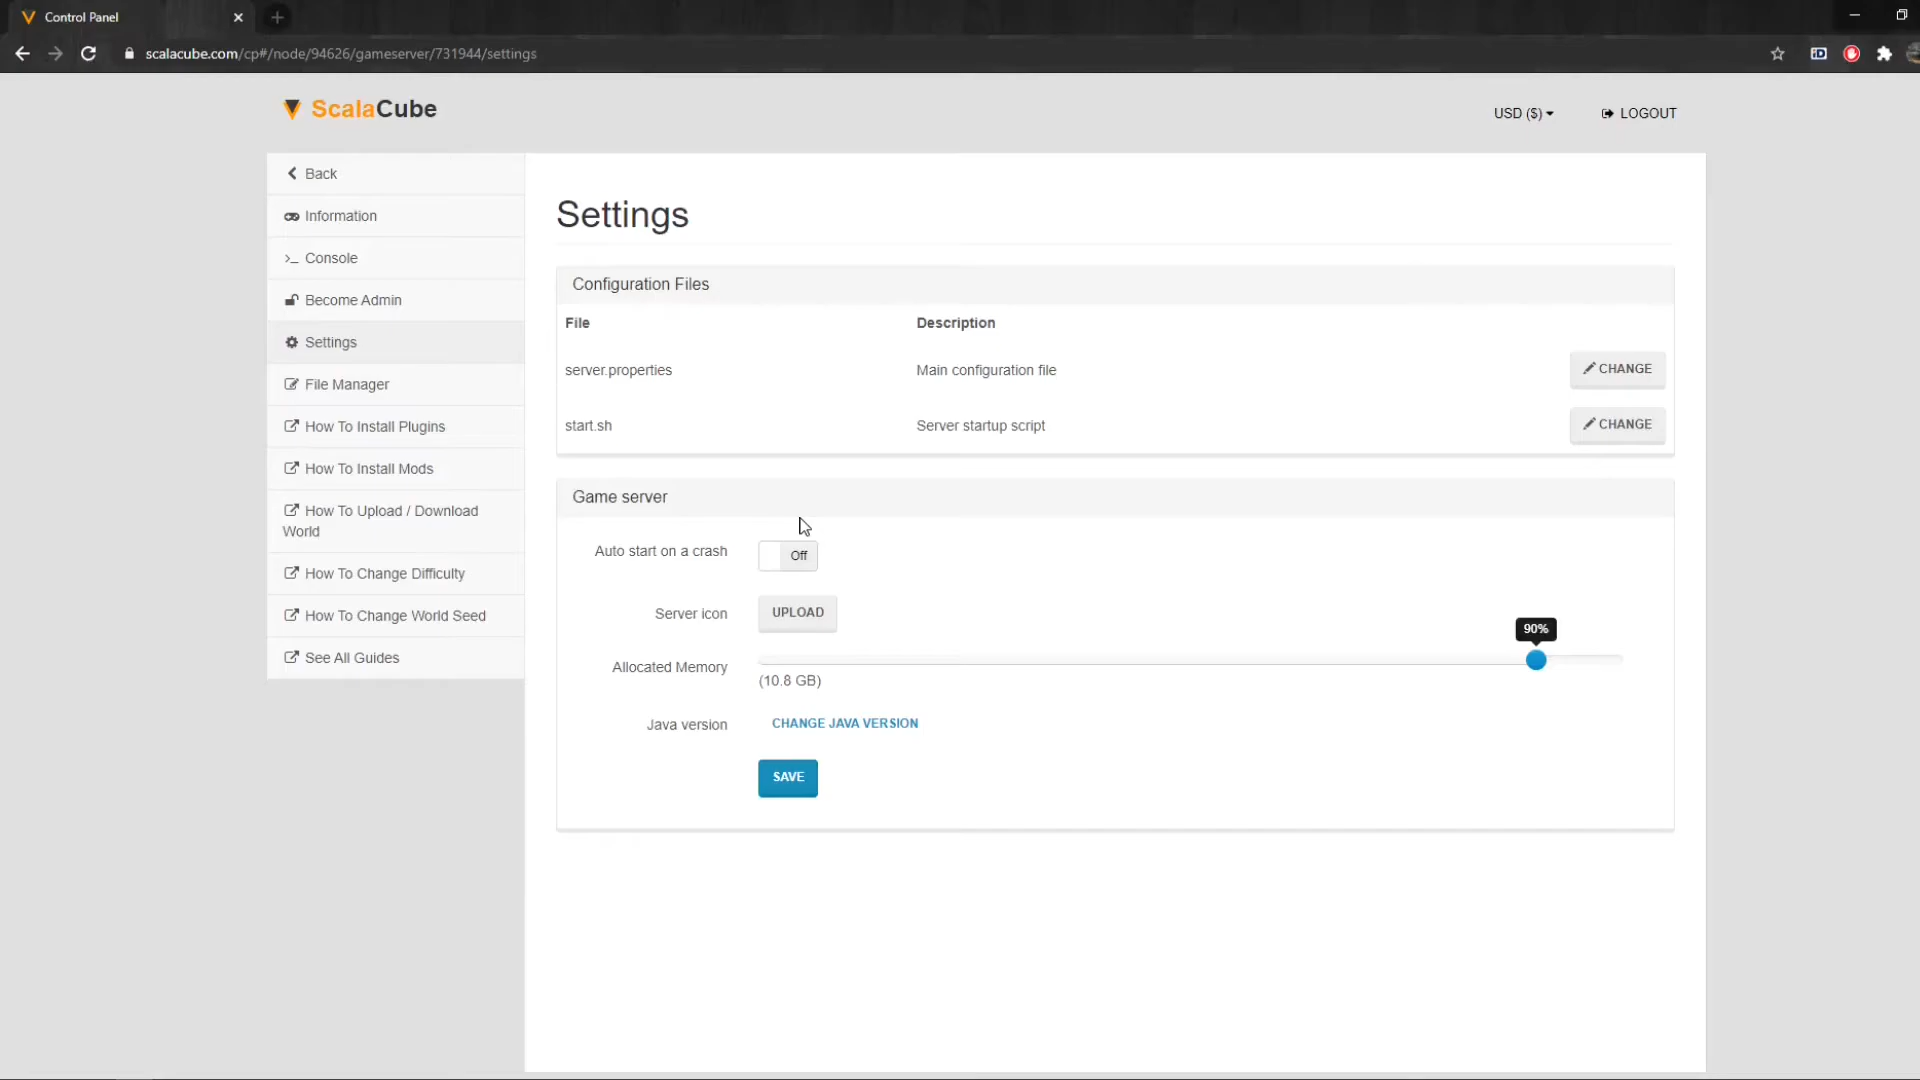 Control Panel
scalacube.com/cp#/node/94626/gameserver/731944/settings
ScalaCube
USD ($)
LOGOUT
Back
Information
Console
Become Admin
Settings
File Manager
How To Install Plugins
How To Install Mods
How To Upload / Download
World
How To Change Difficulty
How To Change World Seed
See All Guides
Settings
Configuration Files
File Description
server.properties Main configuration file CHANGE
start.sh Server startup script CHANGE
Game server
Auto start on a crash Off
Server icon UPLOAD
90%
Allocated Memory
(10.8 GB)
Java version CHANGE JAVA VERSION
SAVE